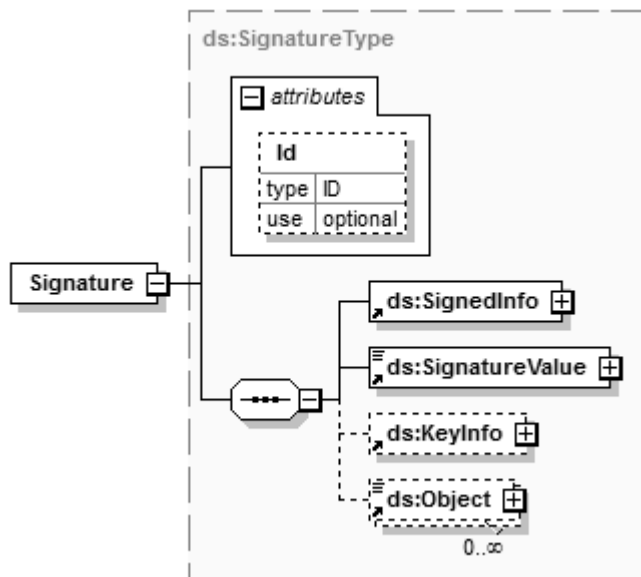 ds:SignatureType
attributes
Id
type ID
use optional
Signature
ds:SignedInfo
ds:SignatureValue
ds:KeyInfo
ds:Object
0..∞